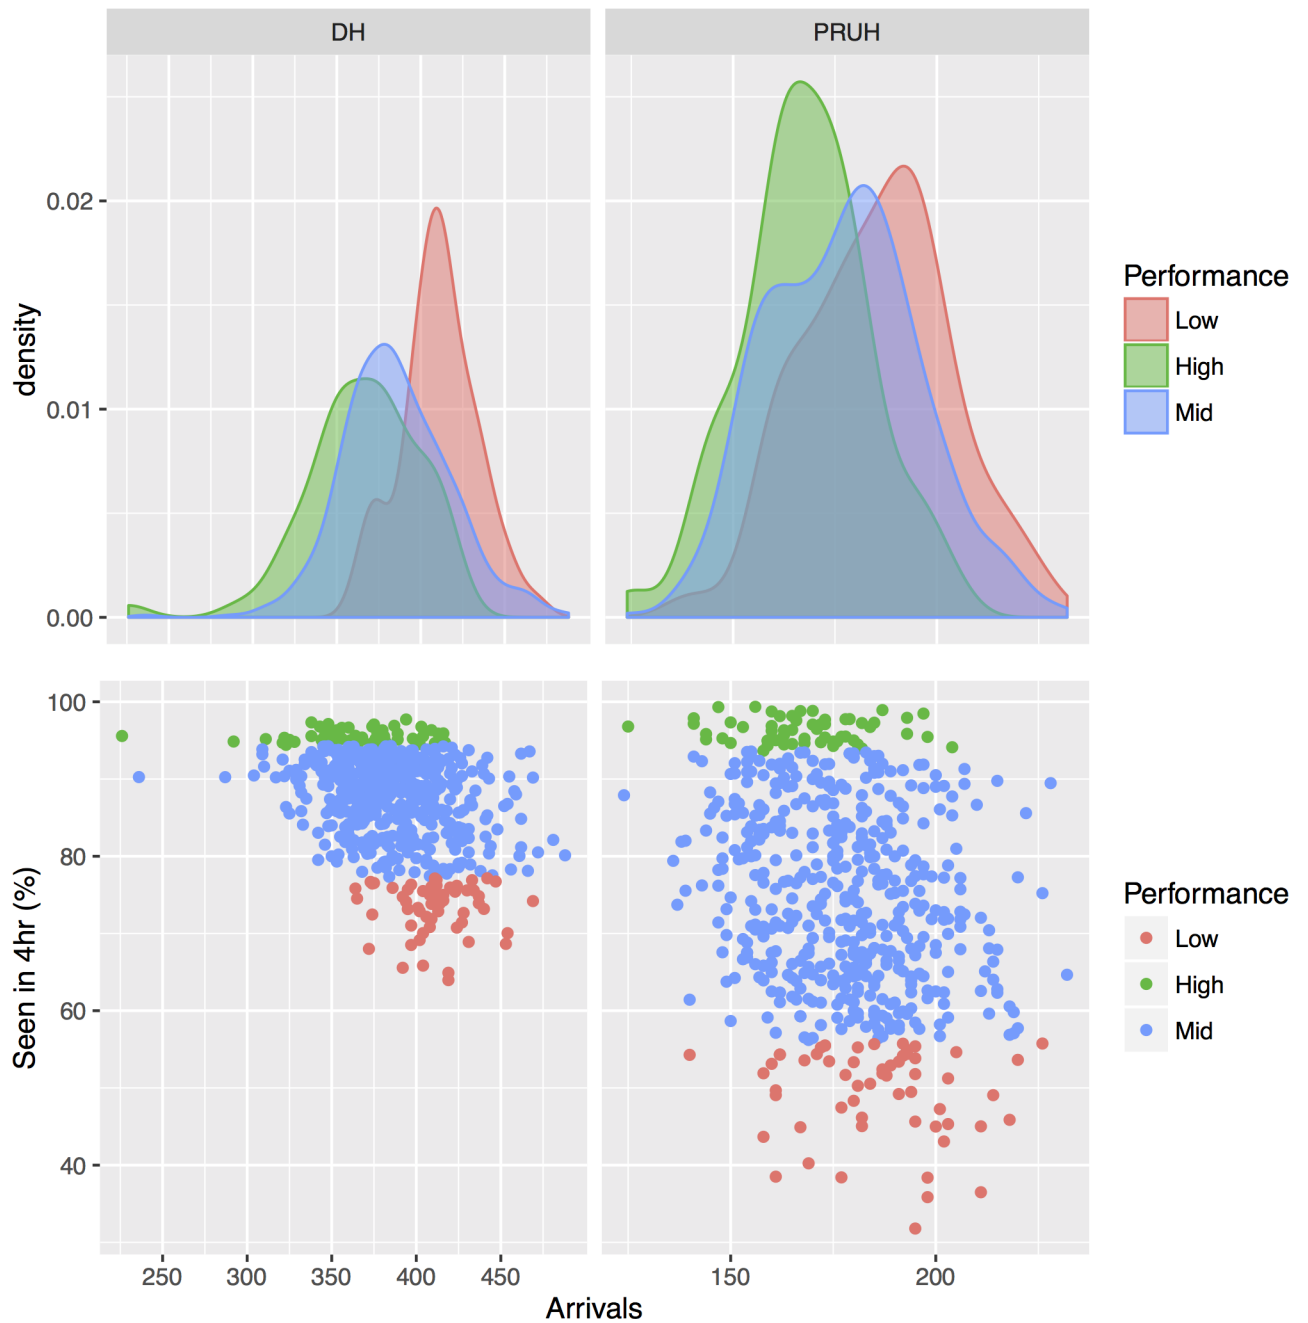 DH
PRUH
0.02
0.01
0.00
density
Performance
Low
High
Mid
100
80
60
40
Seen in 4hr (%)
Performance
Low
High
Mid
250 300 350 400 450
150 200
Arrivals